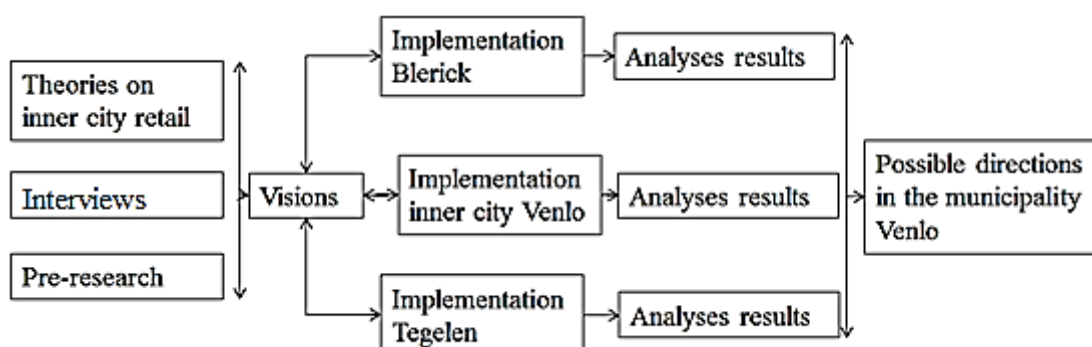 Theories on
inner city retail
Interviews
Pre-research
Visions
Implementation
Blerick
Implementation
inner city Venlo
Implementation
Tegelen
Analyses results
Analyses results
Analyses results
Possible directions
in the municipality
Venlo